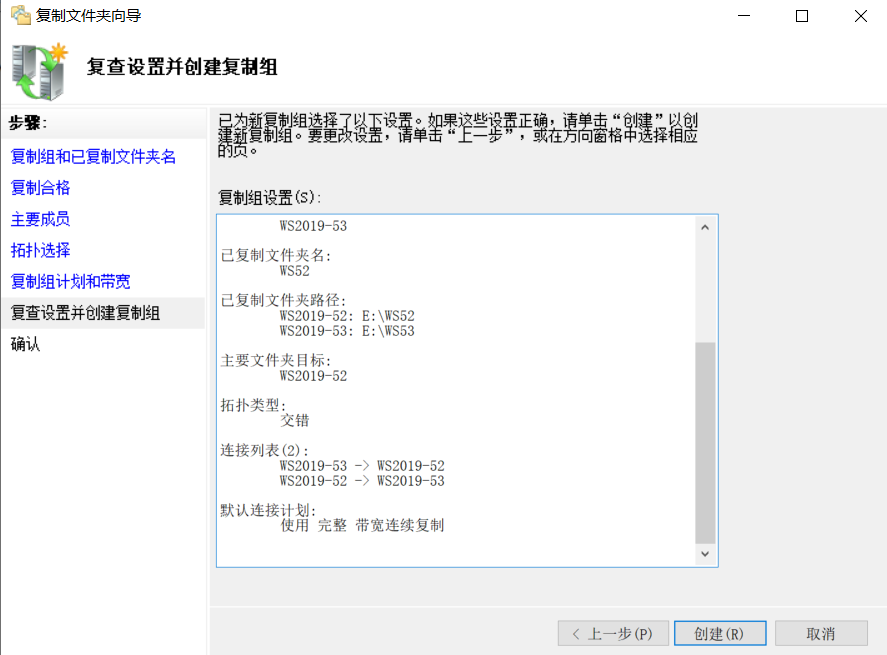 复制文件夹向导
复查设置并创建复制组
步骤:
复制组和已复制文件夹名
复制合格
主要成员
拓扑选择
复制组计划和带宽
复查设置并创建复制组
确认
已为新复制组选择了以下设置。如果这些设置正确，请单击“创建”以创
建新复制组。要更改设置，请单击“上一步”，或在方向窗格中选择相应
的页。
复制组设置(S):
WS2019-53
已复制文件夹名:
WS52
已复制文件夹路径:
WS2019-52: E:\WS52
WS2019-53: E:\WS53
主要文件夹目标:
WS2019-52
拓扑类型:
交错
连接列表(2):
WS2019-53 -> WS2019-52
WS2019-52 -> WS2019-53
默认连接计划:
使用 完整 带宽连续复制
< 上一步(P)
创建(R)
取消